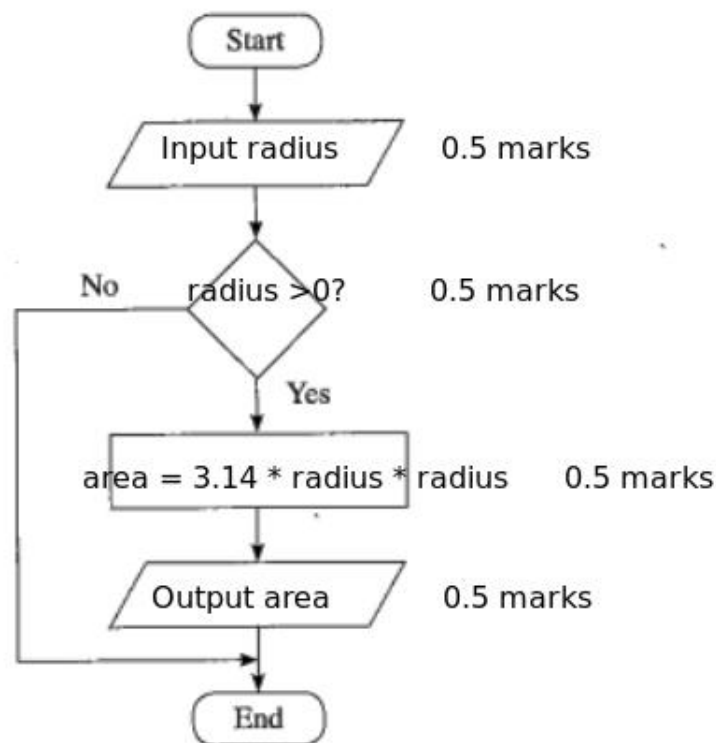 Start
Input radius 0.5 marks
No radius >0? 0.5 marks
Yes
area = 3.14 * radius * radius 0.5 marks
Output area 0.5 marks
End